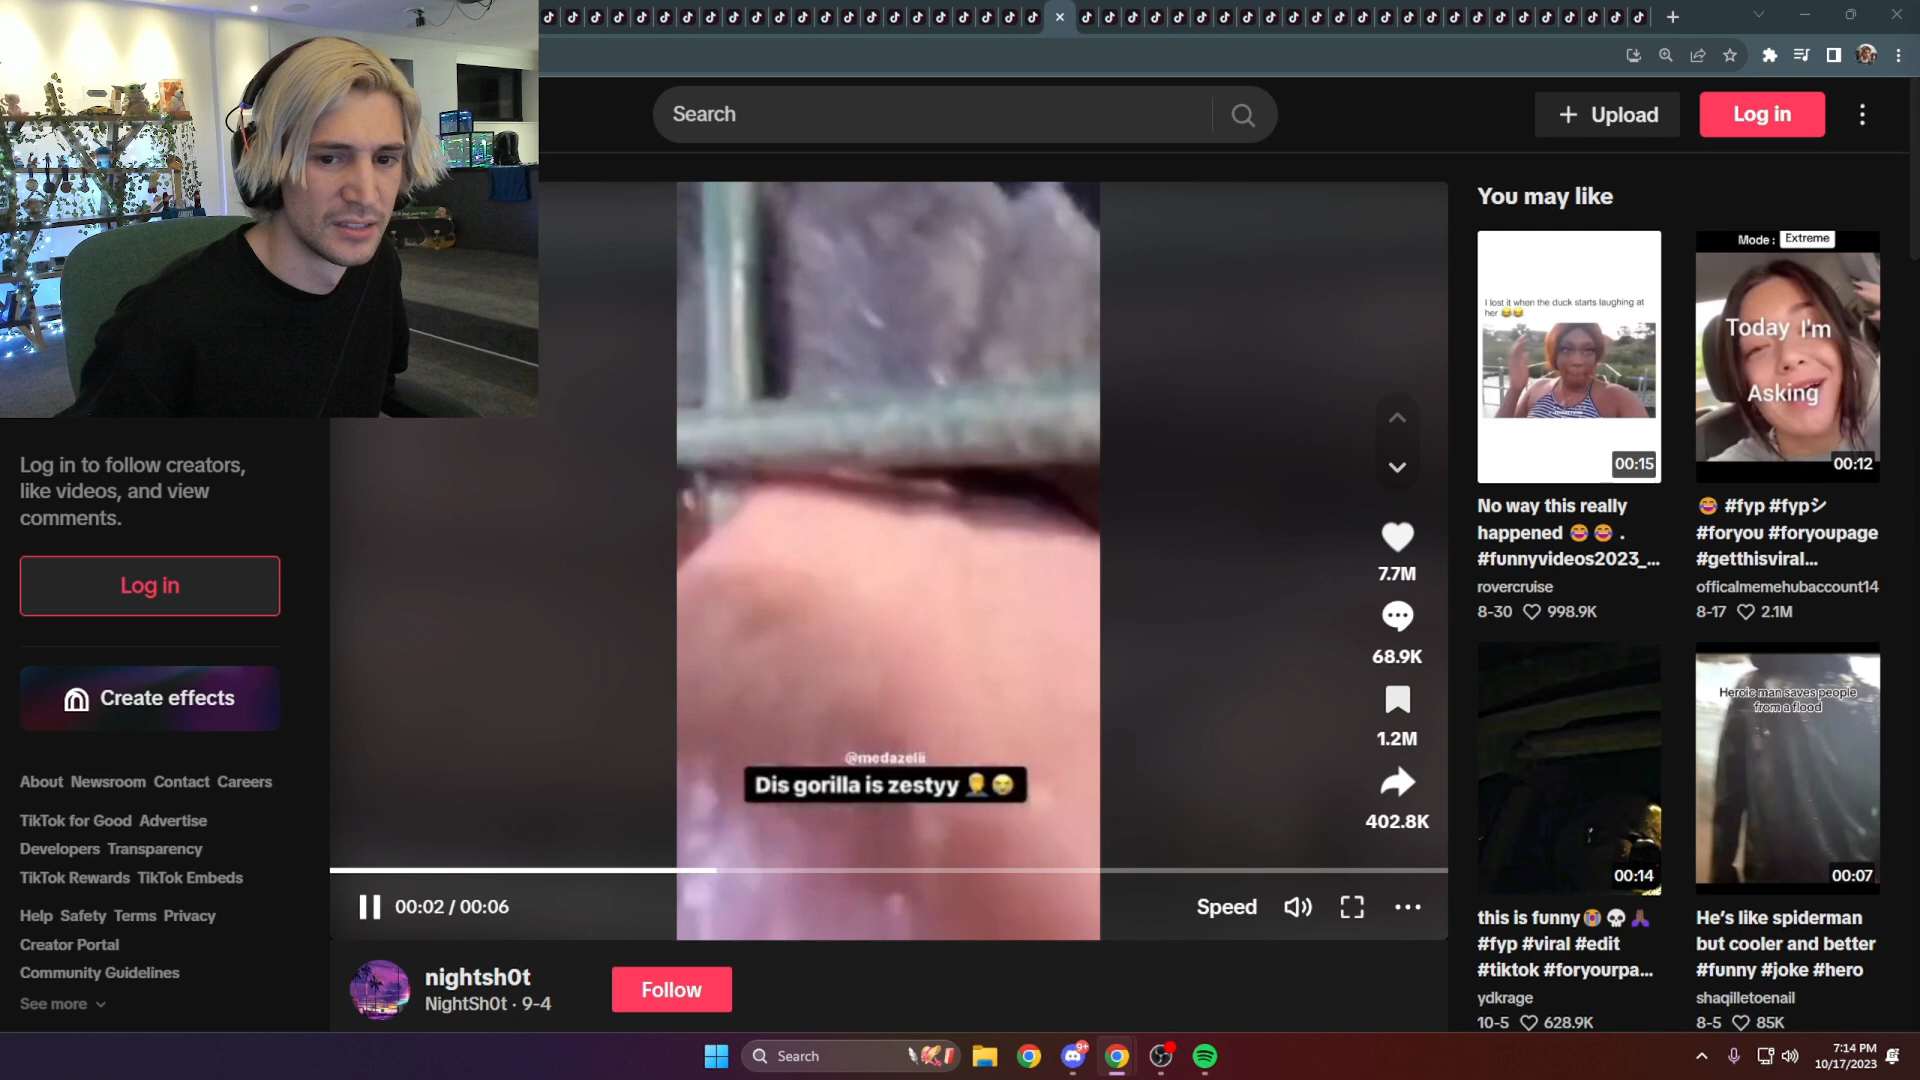 Search
Upload
Log in
Log in to follow creators,
like videos, and view
comments.
Log in
Create effects
About Newsroom Contact Careers
TikTok for Good Advertise
Developers Transparency
TikTok Rewards TikTok Embeds
Help Safety Terms Privacy
Creator Portal
Community Guidelines
See more
@medazelli
Dis gorilla is zestyy 🤦‍♂️😭
7.7M
68.9K
1.2M
402.8K
00:02 / 00:06
Speed
nightsh0t
NightSh0t · 9-4
Follow
You may like
I lost it when the duck starts laughing at
her 😂😂
00:15
No way this really
happened 😂 😂 .
#funnyvideos2023_...
rovercruise
8-30 998.9K
Mode : Extreme
Today I'm
Asking
00:12
😂 #fyp #fypシ
#foryou #foryoupage
#getthisviral...
officalmemehubaccount14
8-17 2.1M
00:14
this is funny😭💀🙏🏾
#fyp #viral #edit
#tiktok #foryourpa...
ydkrage
10-5 628.9K
Heroic man saves people
from a flood
00:07
He's like spiderman
but cooler and better
#funny #joke #hero
shaqilletoenail
8-5 85K
Search
9+
7:14 PM
10/17/2023